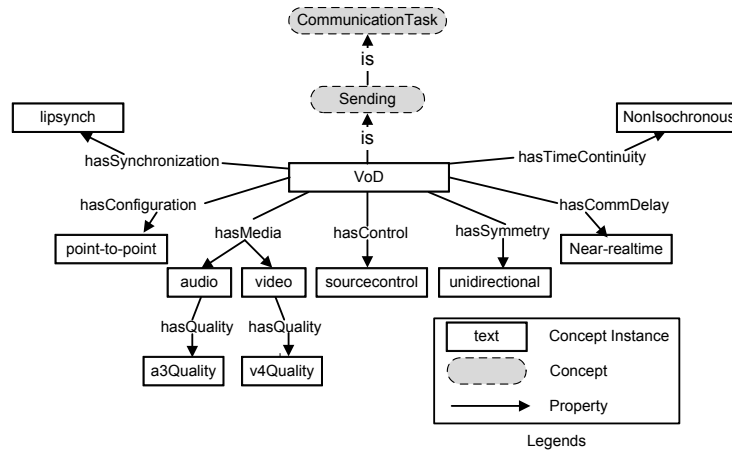 CommunicationTask
is
Sending
lipsynch
NonIsochronous
is
hasSynchronization
hasTimeContinuity
VoD
hasConfiguration
hasCommDelay
hasMedia
hasControl
hasSymmetry
point-to-point
Near-realtime
audio
video
sourcecontrol
unidirectional
hasQuality
hasQuality
text
Concept Instance
a3Quality
v4Quality
Concept
Property
Legends